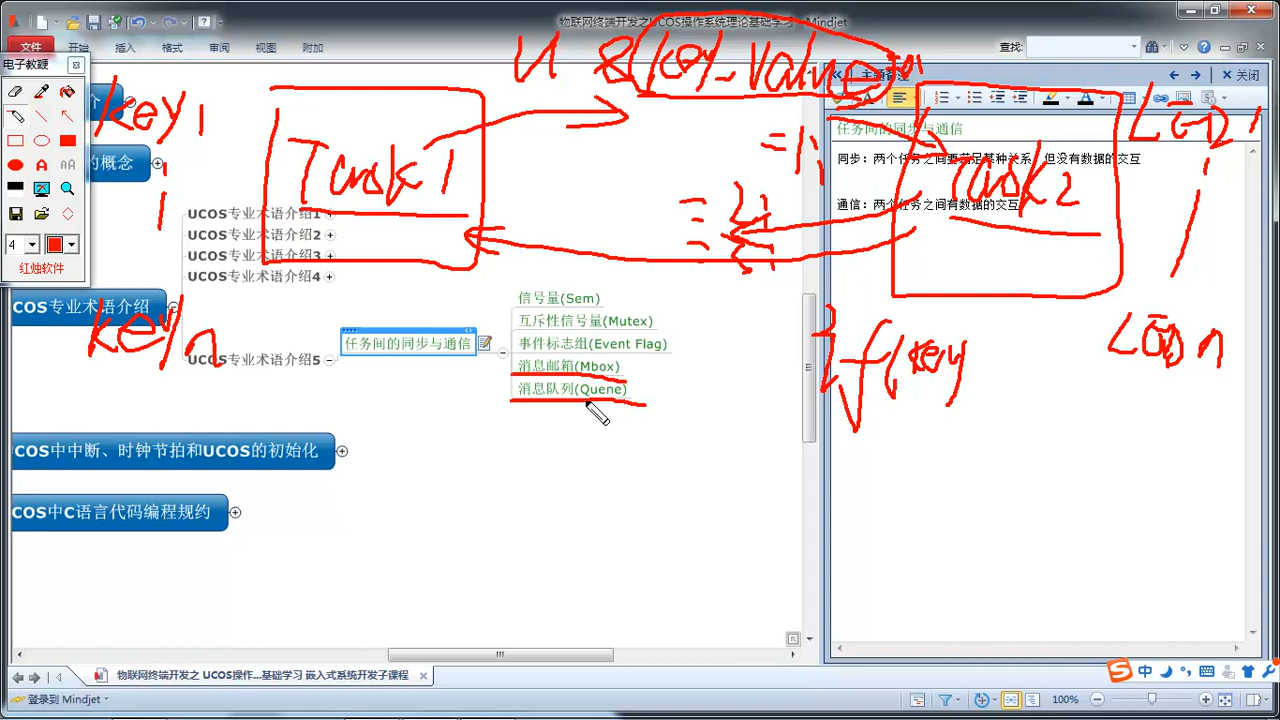 物联网终端开发之UCOS操作系统理论基础学习 - Mindjet
文件 开始 插入 格式 审阅 视图 附加 查找:
电子教鞭
4
红烛软件
key1
keyn
Task1
u8 key_value
=1;
Task2
LED1
LEDn
if(key
的概念
COS专业术语介绍
UCOS专业术语介绍1
UCOS专业术语介绍2
UCOS专业术语介绍3
UCOS专业术语介绍4
UCOS专业术语介绍5
任务间的同步与通信
信号量(Sem)
互斥性信号量(Mutex)
事件标志组(Event Flag)
消息邮箱(Mbox)
消息队列(Quene)
COS中中断、时钟节拍和UCOS的初始化
COS中C语言代码编程规约
主题备注 关闭
任务间的同步与通信
同步：两个任务之间要满足某种关系，但没有数据的交互
通信：两个任务之间有数据的交互
物联网终端开发之 UCOS操作...基础学习 嵌入式系统开发子课程
中
登录到 Mindjet
100%